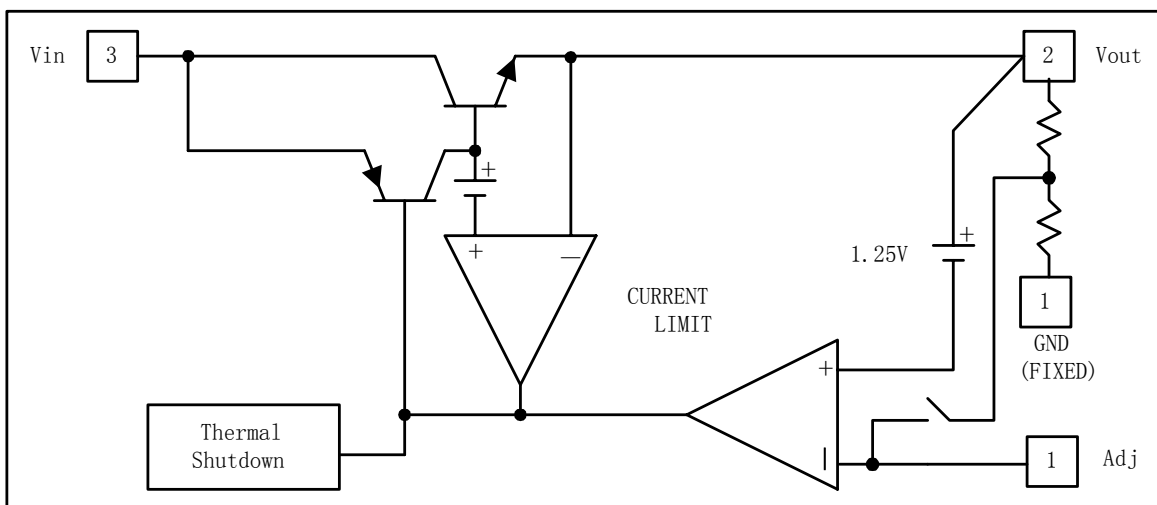 Vin 3
2 Vout
+
+ —
1.25V +
CURRENT
LIMIT
1
GND
(FIXED)
+
Thermal
Shutdown
—
1 Adj